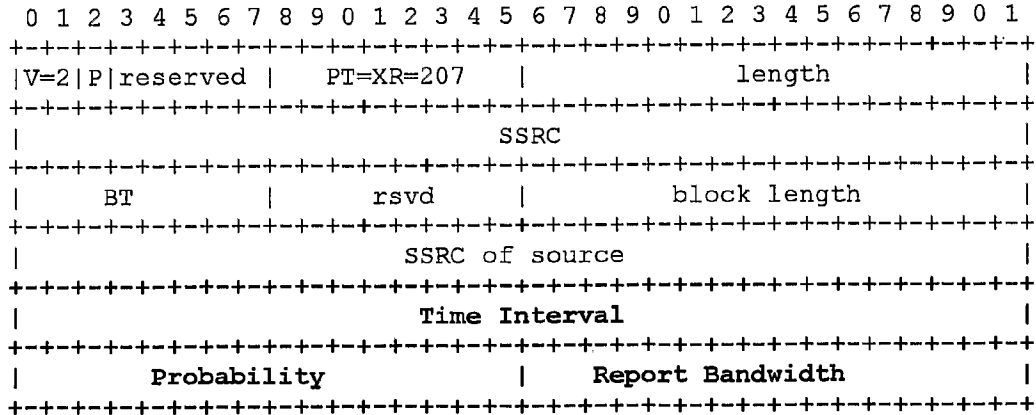 0 1 2 3 4 5 6 7 8 9 0 1 2 3 4 5 6 7 8 9 0 1 2 3 4 5 6 7 8 9 0 1
+-+-+-+-+-+-+-+-+-+-+-+-+-+-+-+-+-+-+-+-+-+-+-+-+-+-+-+-+-+-+-+-+
|V=2|P|reserved | PT=XR=207 | length |
+-+-+-+-+-+-+-+-+-+-+-+-+-+-+-+-+-+-+-+-+-+-+-+-+-+-+-+-+-+-+-+-+
| SSRC |
+-+-+-+-+-+-+-+-+-+-+-+-+-+-+-+-+-+-+-+-+-+-+-+-+-+-+-+-+-+-+-+-+
| BT | rsvd | block length |
+-+-+-+-+-+-+-+-+-+-+-+-+-+-+-+-+-+-+-+-+-+-+-+-+-+-+-+-+-+-+-+-+
| SSRC of source |
+-+-+-+-+-+-+-+-+-+-+-+-+-+-+-+-+-+-+-+-+-+-+-+-+-+-+-+-+-+-+-+-+
| Time Interval |
+-+-+-+-+-+-+-+-+-+-+-+-+-+-+-+-+-+-+-+-+-+-+-+-+-+-+-+-+-+-+-+-+
| Probability | Report Bandwidth |
+-+-+-+-+-+-+-+-+-+-+-+-+-+-+-+-+-+-+-+-+-+-+-+-+-+-+-+-+-+-+-+-+